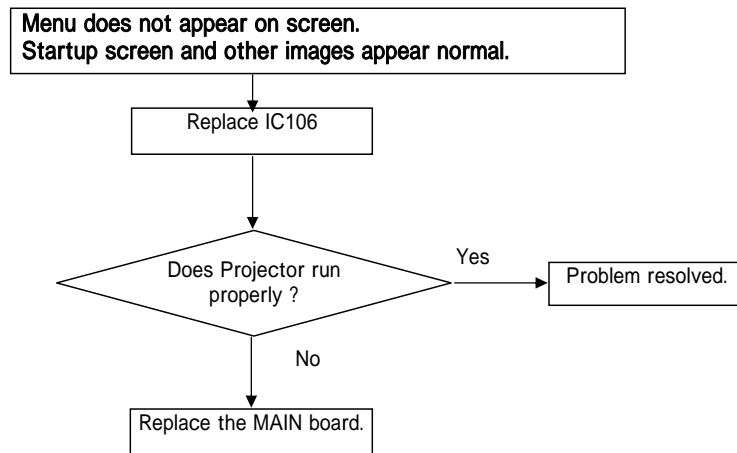 Menu does not appear on screen.
Startup screen and other images appear normal.
Replace IC106
Does Projector run
properly ?
Yes
Problem resolved.
No
Replace the MAIN board.